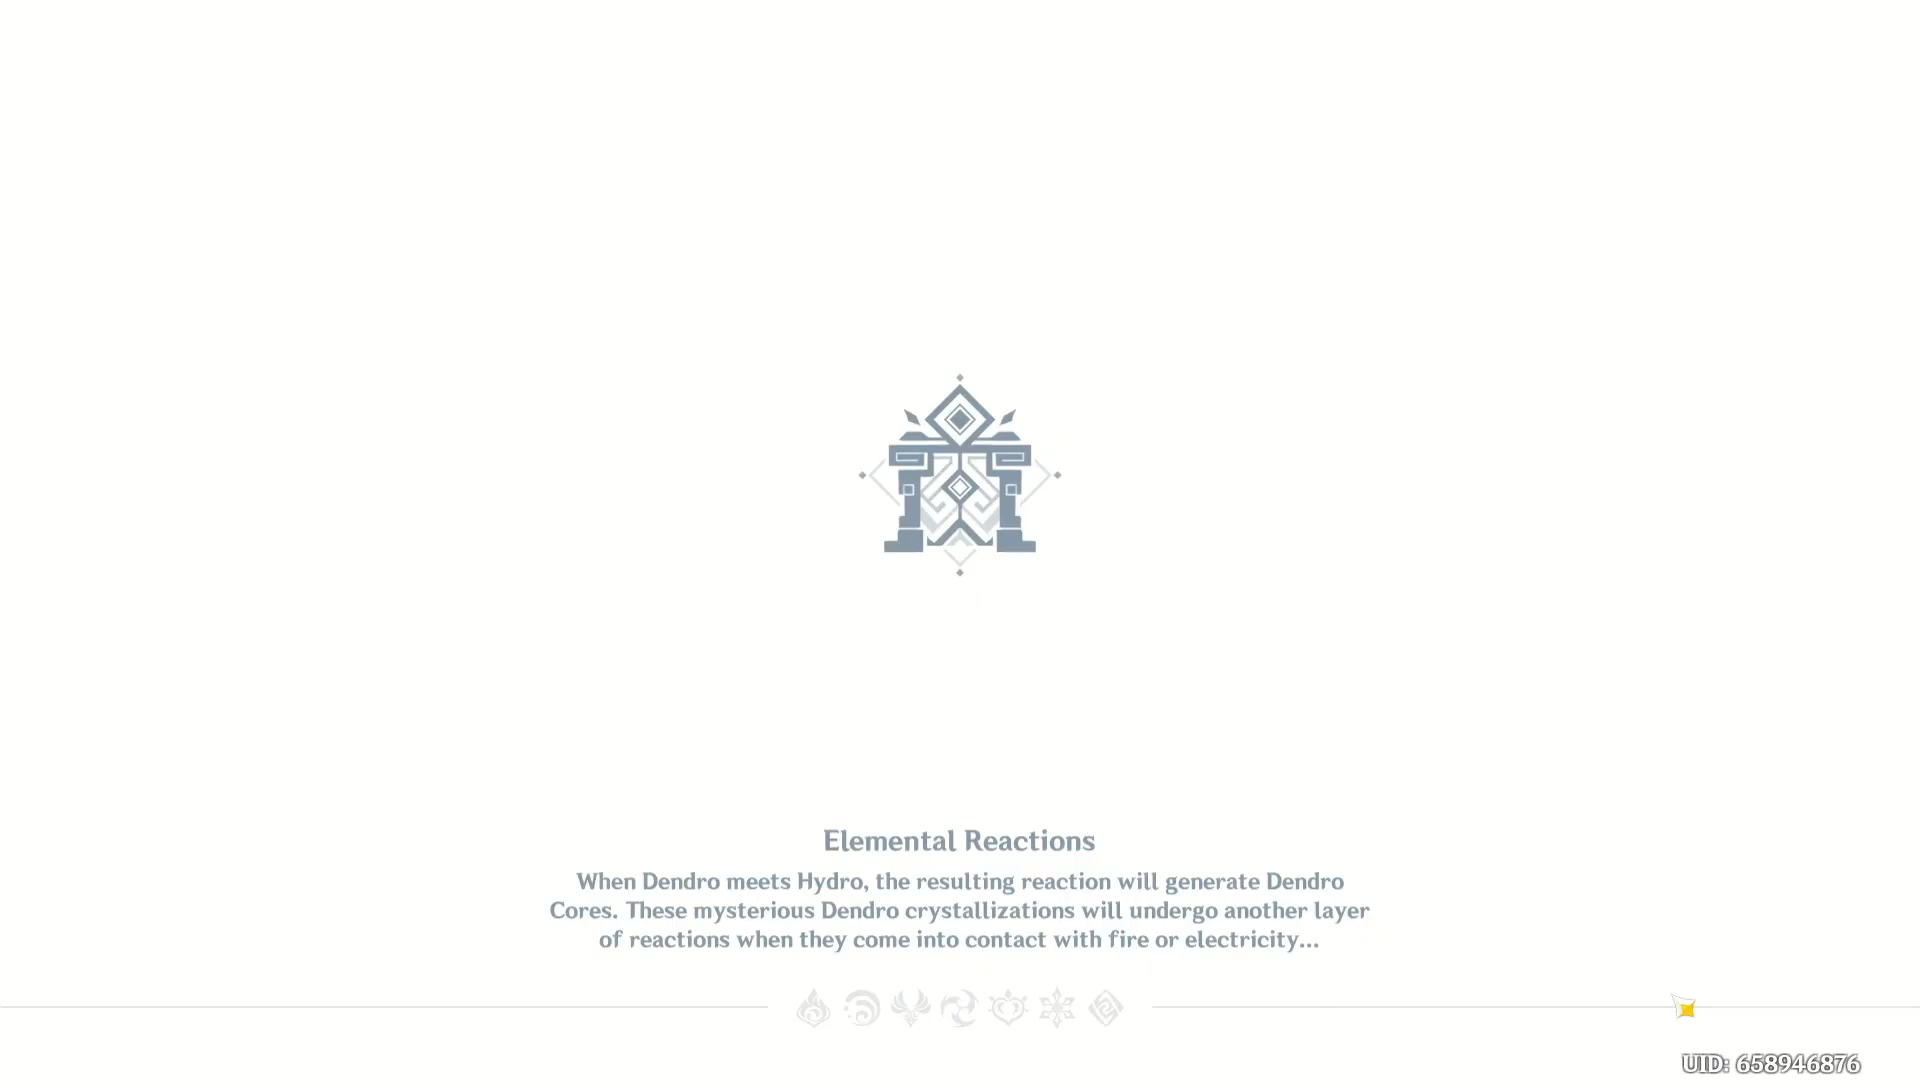 Elemental Reactions
When Dendro meets Hydro, the resulting reaction will generate Dendro
Cores. These mysterious Dendro crystallizations will undergo another layer
of reactions when they come into contact with fire or electricity...
UID: 658946876